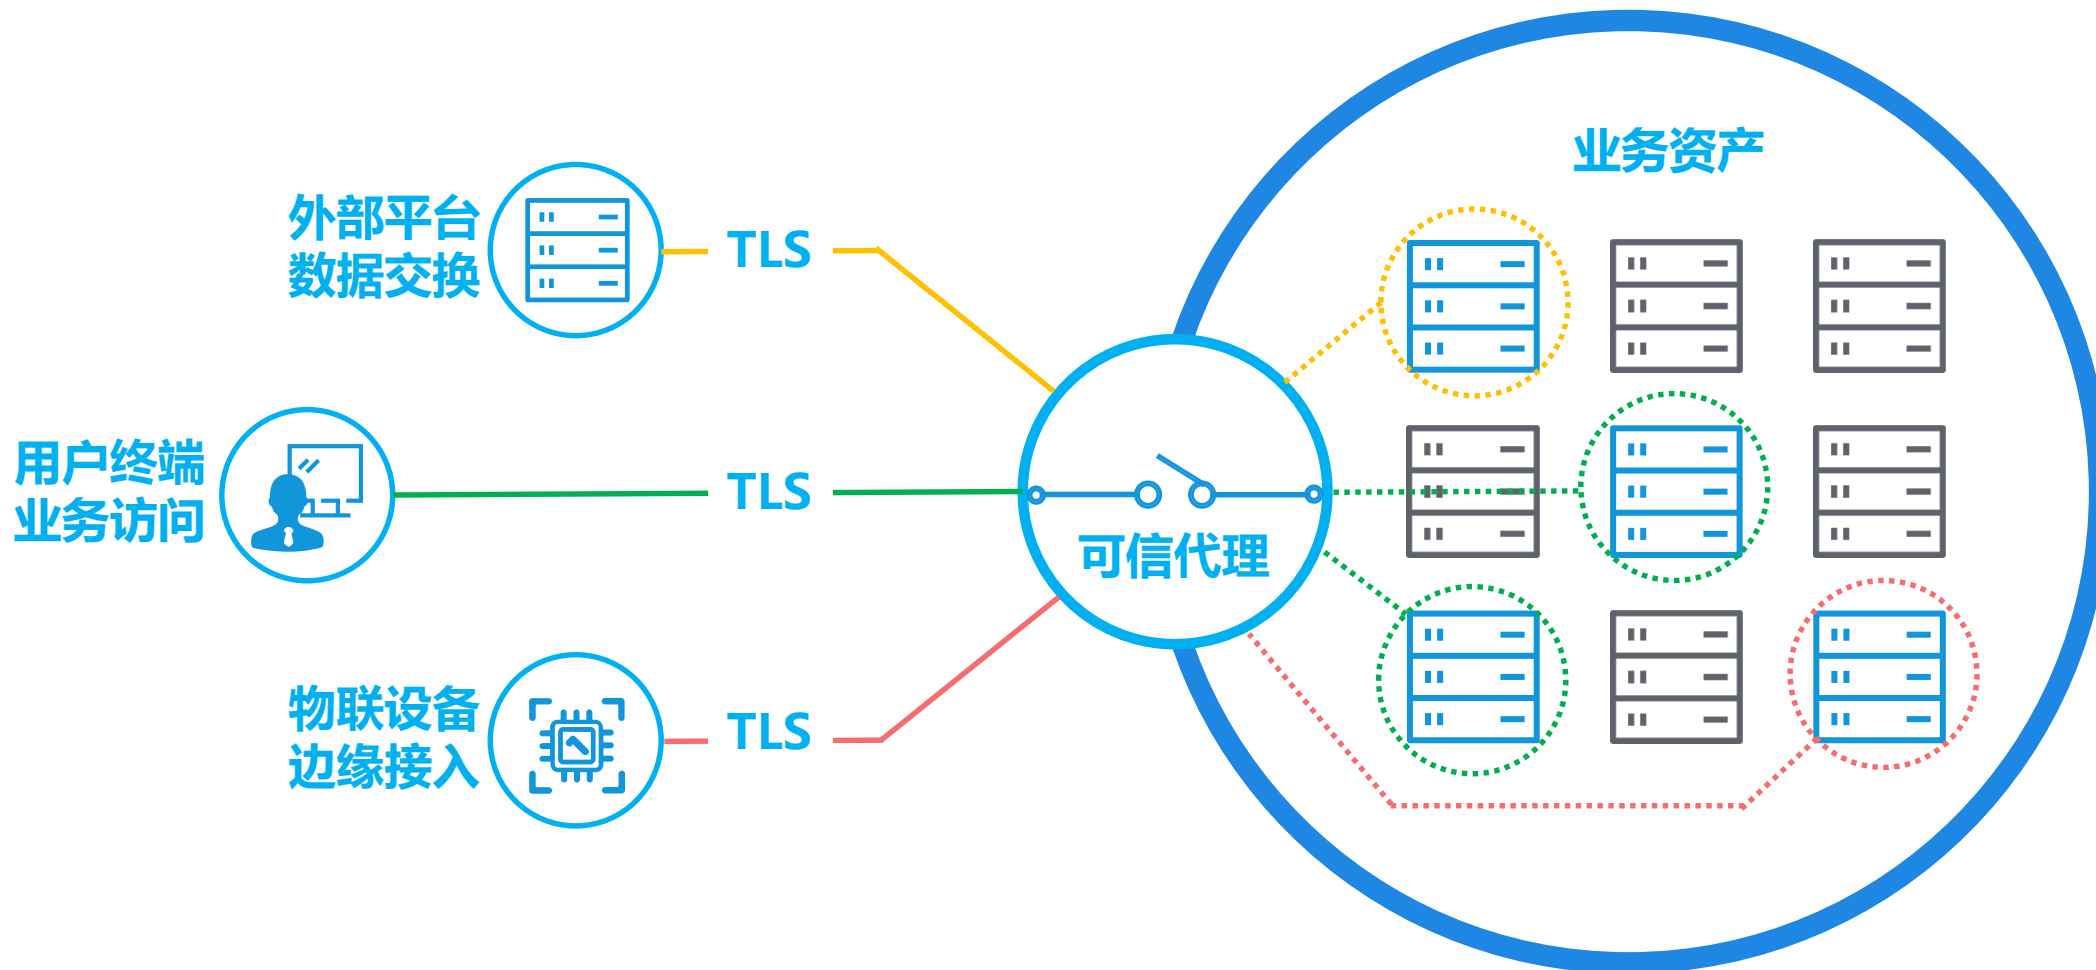 业务资产
外部平台
数据交换
TLS
用户终端
业务访问
TLS
可信代理
物联设备
边缘接入
TLS